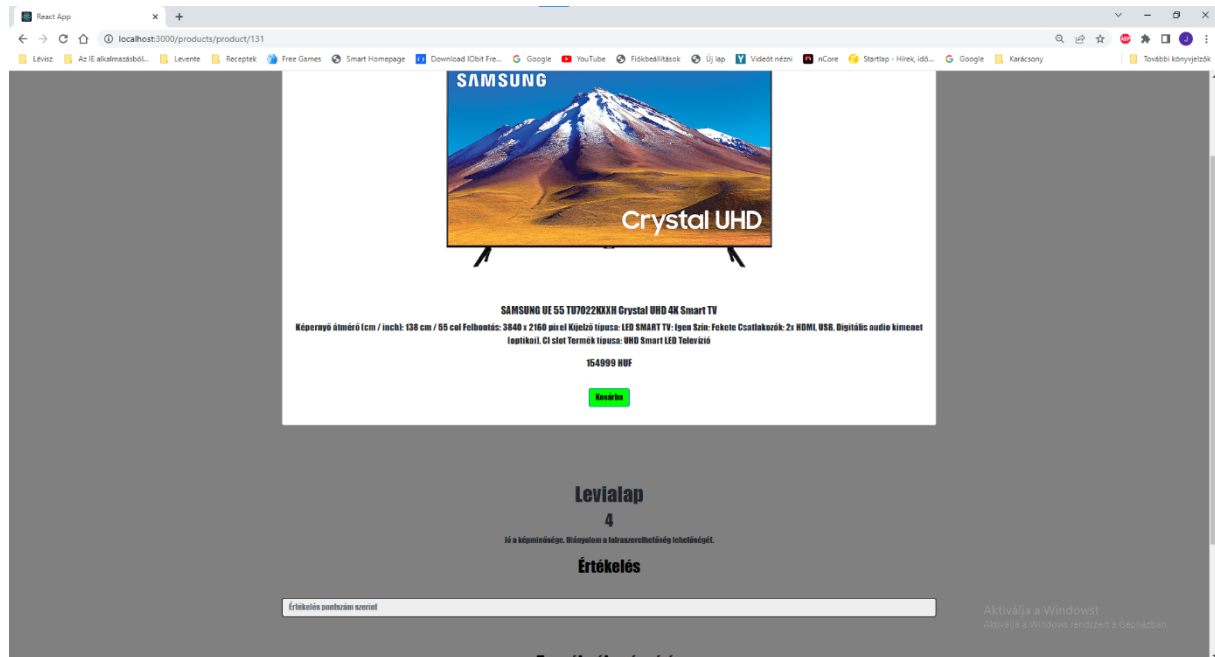 React App
localhost:3000/products/product/131
Lévisz Az IE alkalmazásból... Levente Receptek Free Games Smart Homepage Download IObit Fre... Google YouTube Fiókbeállítások Új lap Videót nézni nCore Startlap - Hírek, idő... Google Karácsony További könyvjelzők
SAMSUNG
Crystal UHD
SAMSUNG UE 55 TU7022KXXH Crystal UHD 4K Smart TV
Képernyő átmérő (cm / inch): 138 cm / 55 col Felbontás: 3840 x 2160 pixel Kijelző típusa: LED SMART TV: Igen Szín: Fekete Csatlakozók: 2x HDMI, USB, Digitális audio kimenet
(optikai), CI slot Termék típusa: UHD Smart LED Televízió
154999 HUF
Kosárba
Levialap
4
Jó a képminősége. Hiányolom a falraszerelhetőség lehetőségét.
Értékelés
Értékelés pontszám szerint
Aktiválja a Windowst
Aktiválja a Windows rendszert a Gépházban.